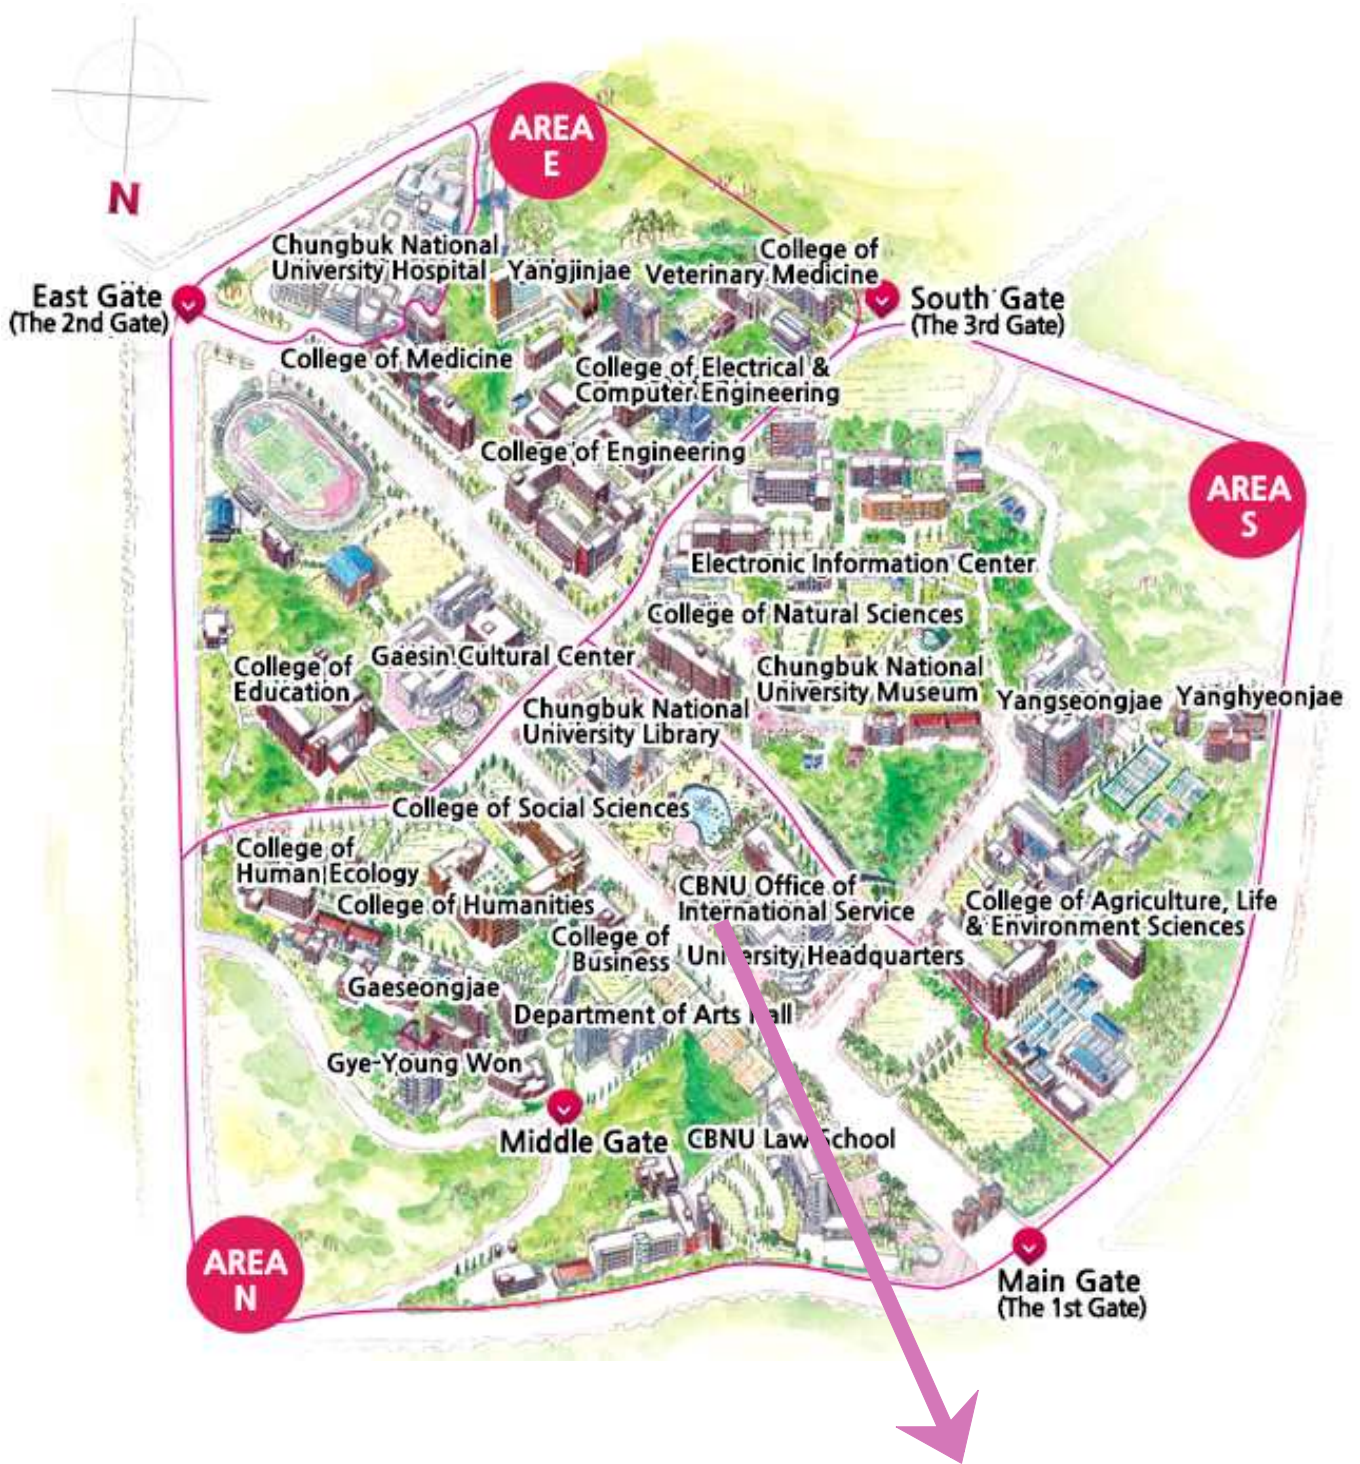 AREA
E
N
Chungbuk National
University Hospital
Yangjinjae
College of
Veterinary Medicine
East Gate
(The 2nd Gate)
South Gate
(The 3rd Gate)
College of Medicine
College of Electrical &
Computer Engineering
College of Engineering
AREA
S
Electronic Information Center
College of Natural Sciences
College of
Education
Gaesin Cultural Center
Chungbuk National
University Museum
Yangseongjae
Yanghyeonjae
Chungbuk National
University Library
College of Social Sciences
College of
Human Ecology
College of Humanities
CBNU Office of
International Service
College of Agriculture, Life
& Environment Sciences
College of
Business
University Headquarters
Gaeseongjae
Department of Arts Hall
Gye-Young Won
Middle Gate
CBNU Law School
AREA
N
Main Gate
(The 1st Gate)